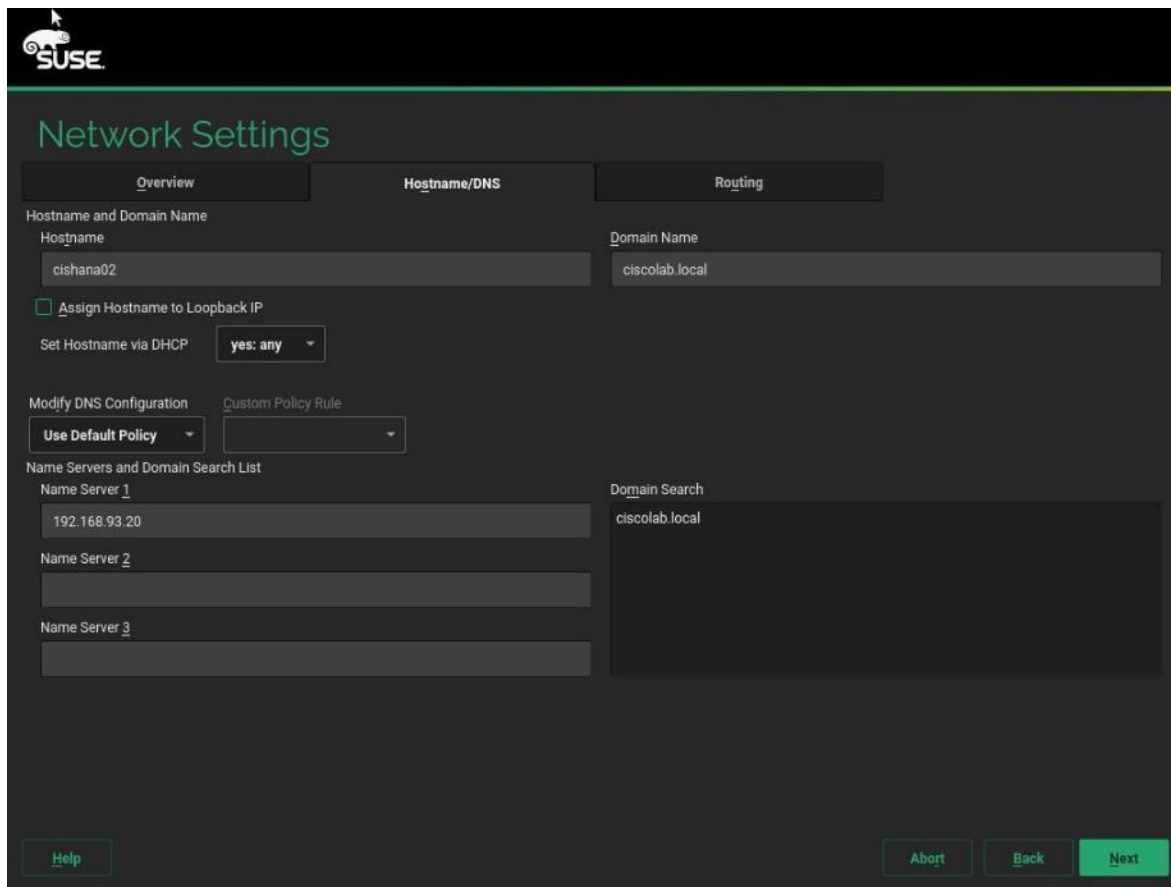 SUSE.
Network Settings
Overview Hostname/DNS Routing
Hostname and Domain Name
Hostname Domain Name
cishana02 ciscolab.local
Assign Hostname to Loopback IP
Set Hostname via DHCP yes: any
Modify DNS Configuration Custom Policy Rule
Use Default Policy
Name Servers and Domain Search List
Name Server 1 Domain Search
192.168.93.20 ciscolab.local
Name Server 2
Name Server 3
Help Abort Back Next